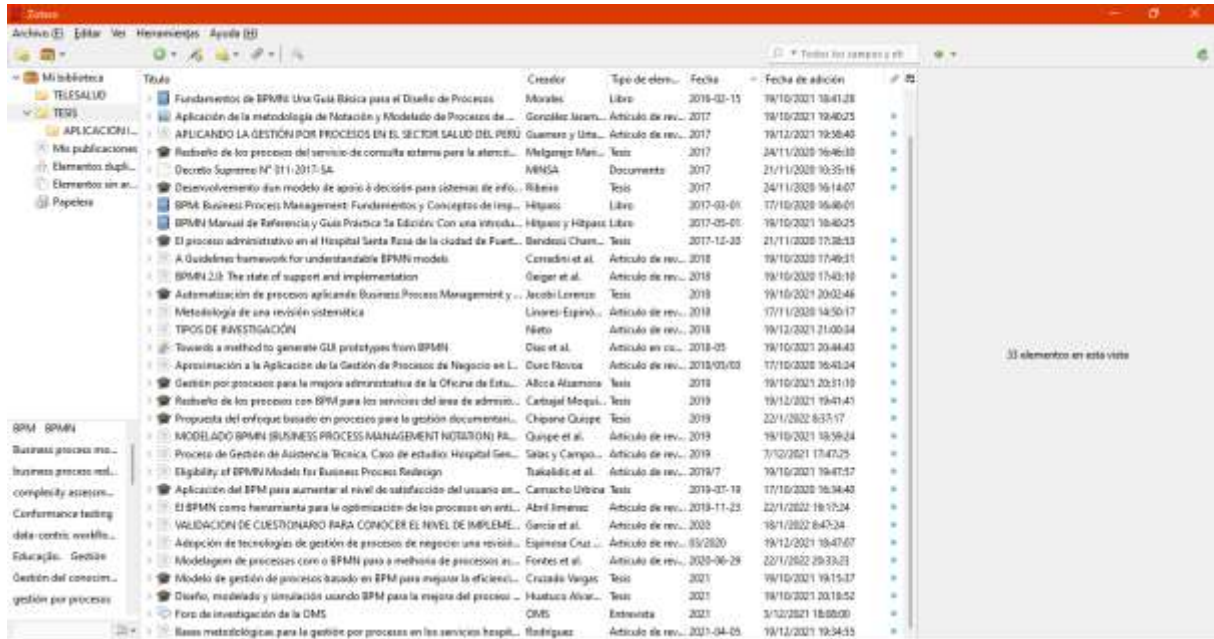 Zotero
Archivo (F) Editar Ver Herramientas Ayuda (H)
Todos los campos y eti
Mi biblioteca
TELESALUD
TESIS
APLICACIÓN I...
Mis publicaciones
Elementos dupli...
Elementos sin ar...
Papelera
Título Creador Tipo de elem... Fecha Fecha de adición
Fundamentos de BPMN: Una Guía Básica para el Diseño de Procesos Morales Libro 2016-02-15 19/10/2021 18:41:28
Aplicación de la metodología de Notación y Modelado de Procesos de ... González Jacom... Artículo de rev... 2017 19/10/2021 19:40:25
APLICANDO LA GESTIÓN POR PROCESOS EN EL SECTOR SALUD DEL PERÚ Guerrero y Urta... Artículo de rev... 2017 19/12/2021 19:58:40
Rediseño de los procesos del servicio de consulta externa para la atenci... Melgarejo Mari... Tesis 2017 24/11/2020 16:46:30
Decreto Supremo N° 011-2017-SA MINSA Documento 2017 21/11/2020 10:35:16
Desenvolvemento dun modelo de apoio á decisión para sistemas de info... Ribeiro Tesis 2017 24/11/2020 16:14:07
BPM: Business Process Management: Fundamentos y Conceptos de Imp... Hitpass Libro 2017-03-01 17/10/2020 16:46:01
BPMN Manual de Referencia y Guía Práctica 5a Edición: Con una introdu... Hitpass y Hitpass Libro 2017-05-01 19/10/2021 18:40:25
El proceso administrativo en el Hospital Santa Rosa de la ciudad de Puert... Bendezú Cham... Tesis 2017-12-20 21/11/2020 17:38:53
A Guidelines framework for understandable BPMN models Corradini et al. Artículo de rev... 2018 19/10/2020 17:46:31
BPMN 2.0: The state of support and implementation Geiger et al. Artículo de rev... 2018 19/10/2020 17:43:10
Automatización de procesos aplicando Business Process Management y ... Jacobi Lorenzo Tesis 2018 19/10/2021 20:02:46
Metodología de una revisión sistemática Linares-Espinó... Artículo de rev... 2018 17/11/2020 14:50:17
TIPOS DE INVESTIGACIÓN Nieto Artículo de rev... 2018 19/12/2021 21:00:34
Towards a method to generate GUI prototypes from BPMN Diaz et al. Artículo en co... 2018-05 19/10/2021 20:44:43
Aproximación a la Aplicación de la Gestión de Procesos de Negocio en I... Duro Novoa Artículo de rev... 2018/05/03 17/10/2020 16:43:24
Gestión por procesos para la mejora administrativa de la Oficina de Estu... Allcca Alzamora Tesis 2018 19/10/2021 20:31:10
Rediseño de los procesos con BPM para los servicios del área de admisió... Carbajal Moqui... Tesis 2019 19/12/2021 19:41:41
Propuesta del enfoque basado en procesos para la gestión documentari... Chipana Quispe Tesis 2019 22/1/2022 8:37:17
MODELADO BPMN (BUSINESS PROCESS MANAGEMENT NOTATION) PA... Quispe et al. Artículo de rev... 2019 19/10/2021 18:59:24
Proceso de Gestión de Asistencia Técnica, Caso de estudio: Hospital Gen... Salas y Campo... Artículo de rev... 2019 7/12/2021 17:47:25
Eligibility of BPMN Models for Business Process Redesign Tsakalidis et al. Artículo de rev... 2019/7 19/10/2021 19:47:57
Aplicación del BPM para aumentar el nivel de satisfacción del usuario en... Camacho Urbina Tesis 2019-07-19 17/10/2020 16:34:40
El BPMN como herramienta para la optimización de los procesos en enti... Abril Jiménez Artículo de rev... 2019-11-23 22/1/2022 16:17:24
VALIDACION DE CUESTIONARIO PARA CONOCER EL NIVEL DE IMPLEME... García et al. Artículo de rev... 2020 18/1/2022 8:47:24
Adopción de tecnologías de gestión de procesos de negocio: una revisió... Espinosa Cruz ... Artículo de rev... 03/2020 19/12/2021 18:47:07
Modelagem de processos com o BPMN para a melhoria de processos as... Fontes et al. Artículo de rev... 2020-06-29 22/1/2022 20:33:23
Modelo de gestión de procesos basado en BPM para mejorar la eficienci... Cruzado Vargas Tesis 2021 19/10/2021 19:15:37
Diseño, modelado y simulación usando BPM para la mejora del proceso ... Huatuco Alvar... Tesis 2021 19/10/2021 20:18:52
Foro de investigación de la OMS OMS Entrevista 2021 3/12/2021 18:08:00
Bases metodológicas para la gestión por procesos en los servicios hospit... Rodríguez Artículo de rev... 2021-04-05 19/12/2021 19:34:55
33 elementos en esta vista
BPM BPMN
Business process mo...
business process red...
complexity assessm...
Conformance testing
data-centric workflo...
Educação. Gestión
Gestión del conocim...
gestión por procesos